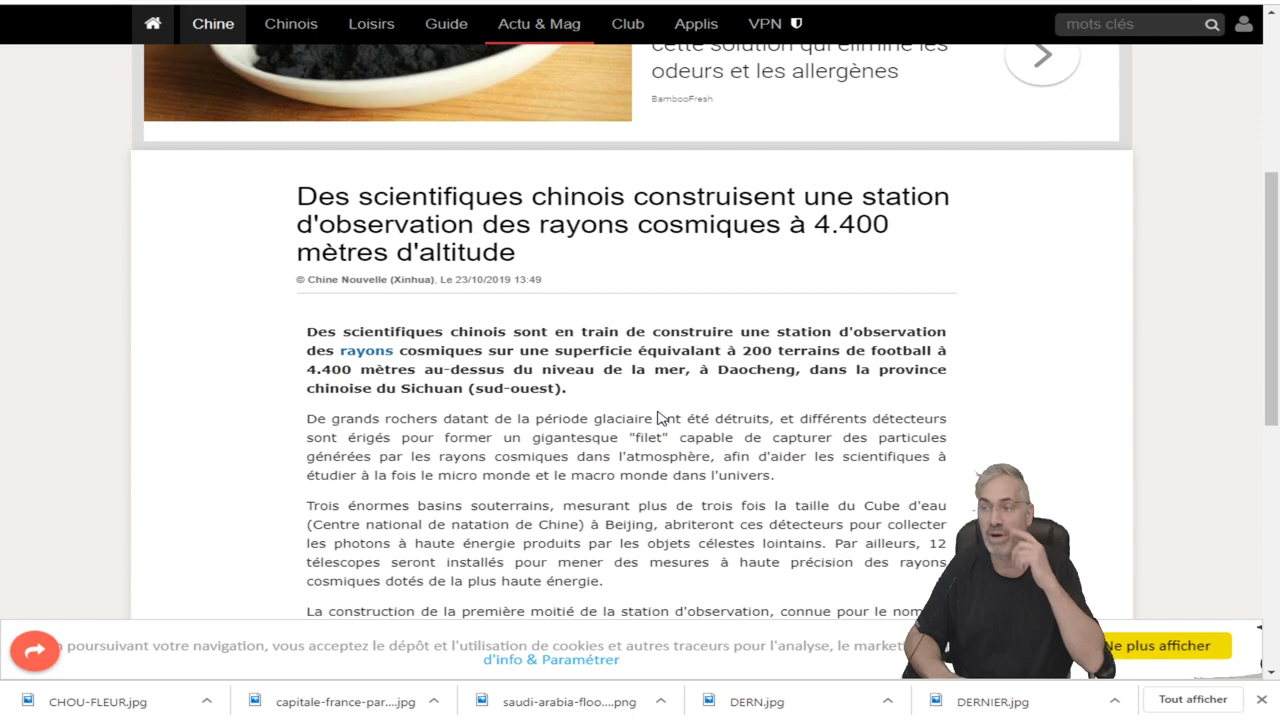 Chine Chinois Loisirs Guide Actu & Mag Club Applis VPN mots clés
cette solution qui élimine les
odeurs et les allergènes
BambooFresh
Des scientifiques chinois construisent une station
d'observation des rayons cosmiques à 4.400
mètres d'altitude
© Chine Nouvelle (Xinhua), Le 23/10/2019 13:49
Des scientifiques chinois sont en train de construire une station d'observation
des rayons cosmiques sur une superficie équivalant à 200 terrains de football à
4.400 mètres au-dessus du niveau de la mer, à Daocheng, dans la province
chinoise du Sichuan (sud-ouest).
De grands rochers datant de la période glaciaire ont été détruits, et différents détecteurs
sont érigés pour former un gigantesque "filet" capable de capturer des particules
générées par les rayons cosmiques dans l'atmosphère, afin d'aider les scientifiques à
étudier à la fois le micro monde et le macro monde dans l'univers.
Trois énormes basins souterrains, mesurant plus de trois fois la taille du Cube d'eau
(Centre national de natation de Chine) à Beijing, abriteront ces détecteurs pour collecter
les photons à haute énergie produits par les objets célestes lointains. Par ailleurs, 12
télescopes seront installés pour mener des mesures à haute précision des rayons
cosmiques dotés de la plus haute énergie.
La construction de la première moitié de la station d'observation, connue pour le nom
poursuivant votre navigation, vous acceptez le dépôt et l'utilisation de cookies et autres traceurs pour l'analyse, le market
d'info & Paramétrer
Ne plus afficher
CHOU-FLEUR.jpg capitale-france-par....jpg saudi-arabia-floo....png DERN.jpg DERNIER.jpg Tout afficher